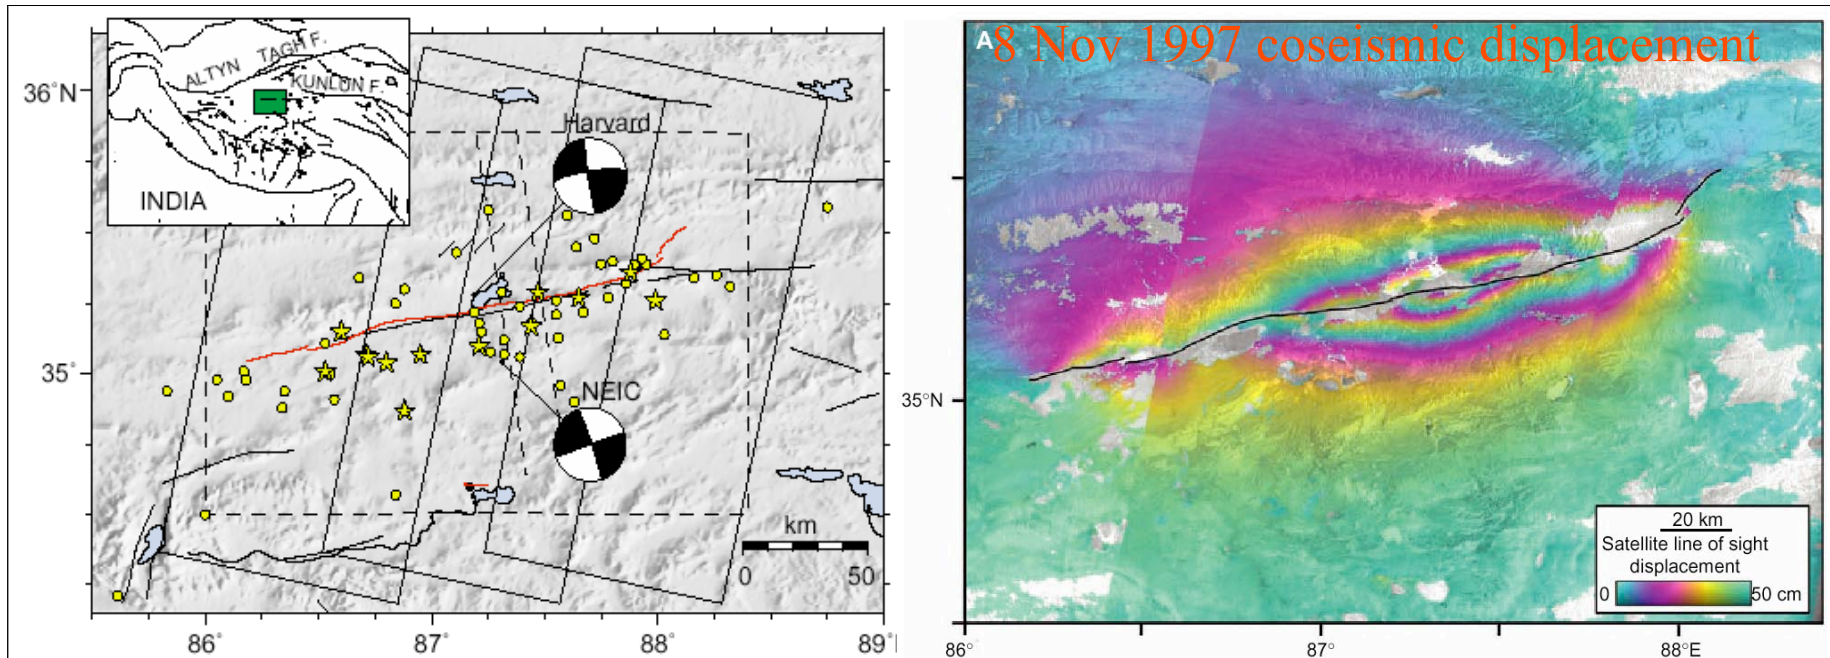 ALTYN TAGH F.
KUNLUN F.
INDIA
36°N
35°
Harvard
NEIC
km
0 50
86° 87° 88° 89°
A
8 Nov 1997 coseismic displacement
35°N
20 km
Satellite line of sight
displacement
0 50 cm
86° 87° 88°E